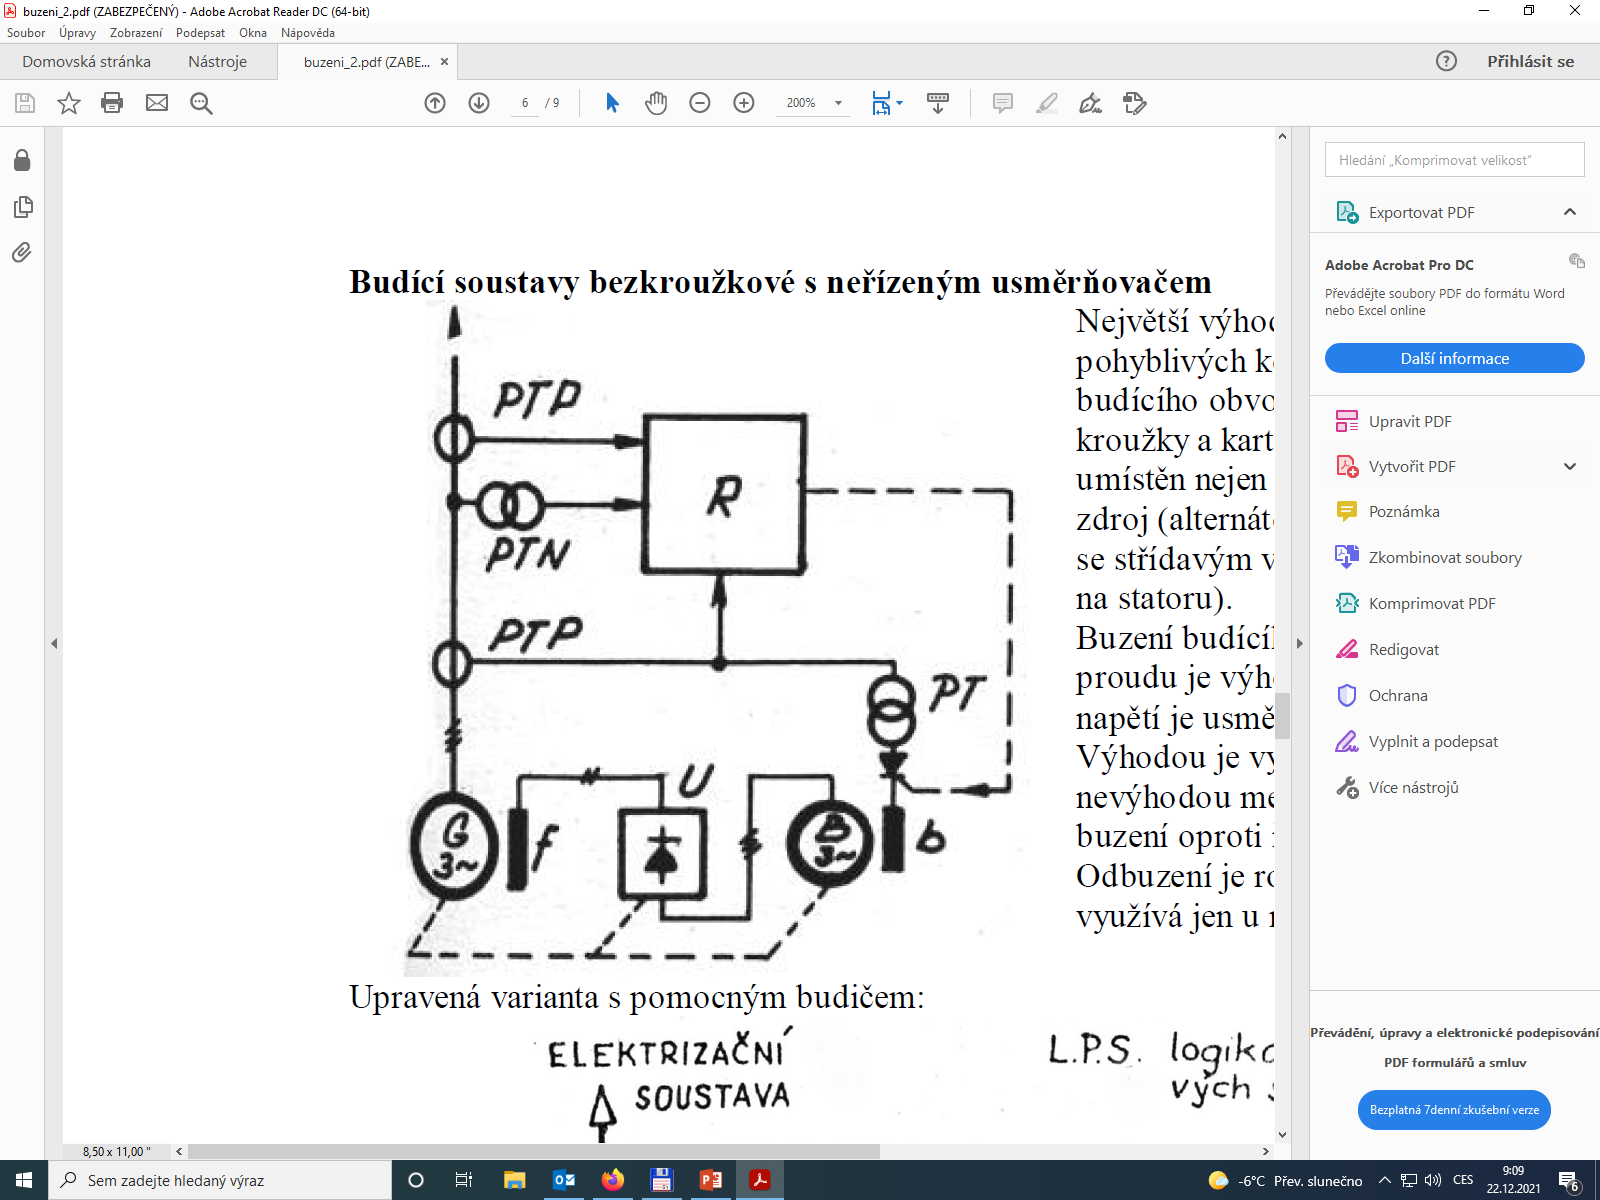 buzeni_2.pdf (ZABEZPEČENÝ) - Adobe Acrobat Reader DC (64-bit)
Soubor Úpravy Zobrazení Podepsat Okna Nápověda
Domovská stránka Nástroje buzeni_2.pdf (ZABE... Přihlásit se
6 / 9 200%
Hledání „Komprimovat velikost"
Exportovat PDF
Adobe Acrobat Pro DC
Převádějte soubory PDF do formátu Word
nebo Excel online
Další informace
Upravit PDF
Vytvořit PDF
Poznámka
Zkombinovat soubory
Komprimovat PDF
Redigovat
Ochrana
Vyplnit a podepsat
Více nástrojů
Převádění, úpravy a elektronické podepisování
PDF formulářů a smluv
Bezplatná 7denní zkušební verze
Budící soustavy bezkroužkové s neřízeným usměrňovačem
PTP
R
PTN
PTP
PT
U
G
3~
f
B
3~
b
Největší výho
pohyblivých k
budícího obvo
kroužky a kart
umístěn nejen
zdroj (alternát
se střídavým v
na statoru).
Buzení budicí
proudu je výh
napětí je usmě
Výhodou je vy
nevýhodou me
buzení oproti
Odbuzení je ro
využívá jen u
Upravená varianta s pomocným budičem:
ELEKTRIZAČNÍ
SOUSTAVA
L.P.S. logik
vých
8,50 x 11,00 "
Sem zadejte hledaný výraz
-6°C Přev. slunečno CES 9:09
22.12.2021
6